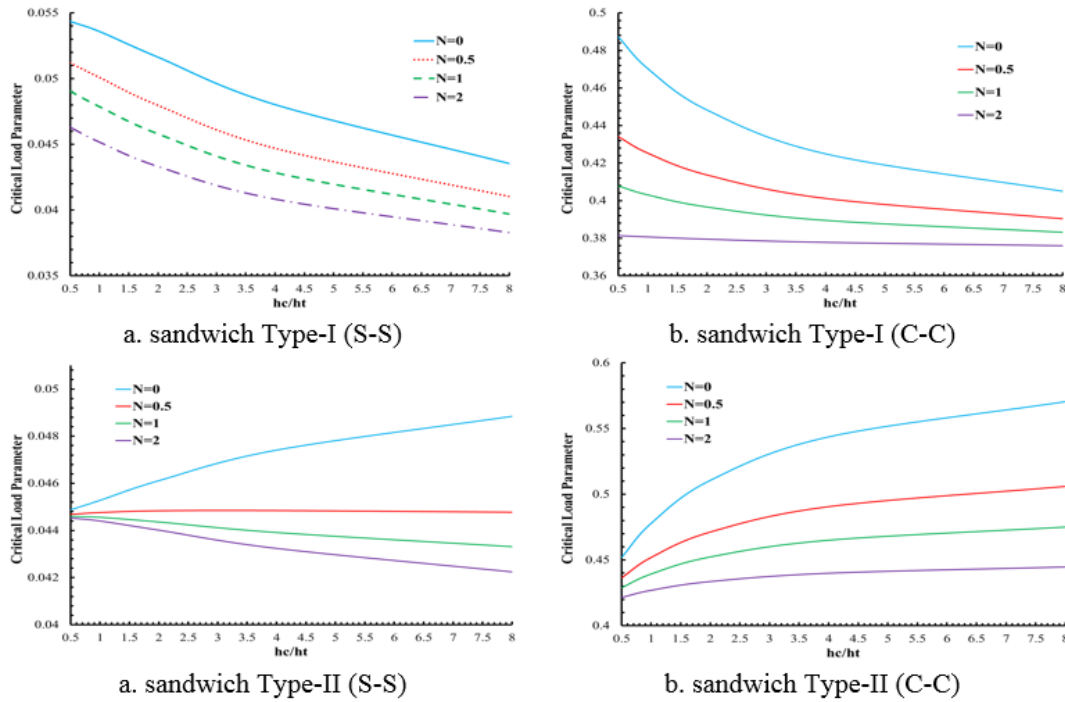 0.055
0.05
0.045
0.04
0.035
Critical Load Parameter
N=0
N=0.5
N=1
N=2
0.5 1 1.5 2 2.5 3 3.5 4 4.5 5 5.5 6 6.5 7 7.5 8
hc/ht
a. sandwich Type-I (S-S)
0.5
0.48
0.46
0.44
0.42
0.4
0.38
0.36
Critical Load Parameter
N=0
N=0.5
N=1
N=2
0.5 1 1.5 2 2.5 3 3.5 4 4.5 5 5.5 6 6.5 7 7.5 8
hc/ht
b. sandwich Type-I (C-C)
0.05
0.048
0.046
0.044
0.042
0.04
Critical Load Parameter
N=0
N=0.5
N=1
N=2
0.5 1 1.5 2 2.5 3 3.5 4 4.5 5 5.5 6 6.5 7 7.5 8
hc/ht
a. sandwich Type-II (S-S)
0.6
0.55
0.5
0.45
0.4
Critical Load Parameter
N=0
N=0.5
N=1
N=2
0.5 1 1.5 2 2.5 3 3.5 4 4.5 5 5.5 6 6.5 7 7.5 8
hc/ht
b. sandwich Type-II (C-C)